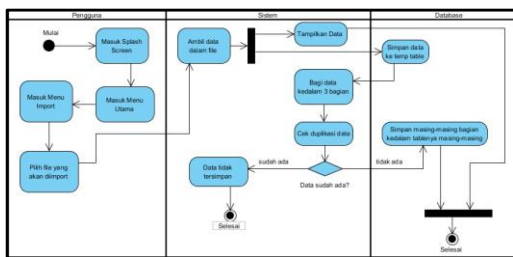 Pengguna
Sistem
Database
Mulai
Masuk Splash
Screen
Ambil data
dalam file
Tampilkan Data
Simpan data
ke temp table
Masuk Menu
Import
Masuk Menu
Utama
Bagi data
kedalam 3 bagian
Cek duplikasi data
Simpan masing-masing bagian
kedalam tablenya masing-masing
Pilih file yang
akan diimport
Data tidak
tersimpan
sudah ada
tidak ada
Data sudah ada?
Selesai
Selesai